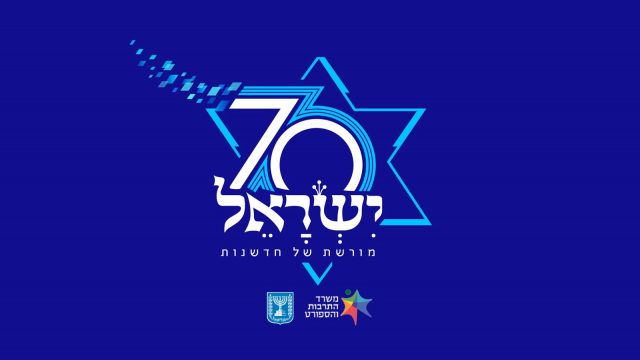 70
יִשְׂרָאֵל
מורשת של חדשנות
משרד
התרבות
והספורט